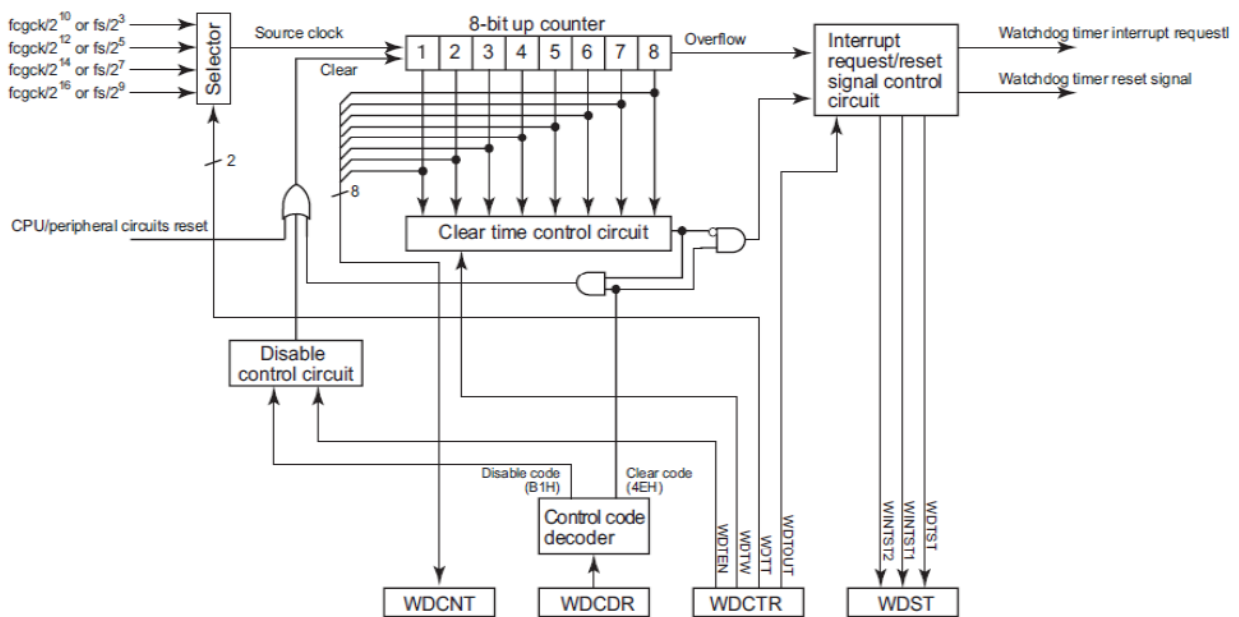 fcgck/2^10 or fs/2^3
fcgck/2^12 or fs/2^5
fcgck/2^14 or fs/2^7
fcgck/2^16 or fs/2^9
Selector
Source clock
Clear
8-bit up counter
1 2 3 4 5 6 7 8
Overflow
Interrupt
request/reset
signal control
circuit
Watchdog timer interrupt requestl
Watchdog timer reset signal
2
8
CPU/peripheral circuits reset
Clear time control circuit
Disable
control circuit
Disable code
(B1H)
Clear code
(4EH)
Control code
decoder
WDTEN
WDTW
WDTT
WDTOUT
WINTST2
WINTST1
WDTST
WDCNT
WDCDR
WDCTR
WDST